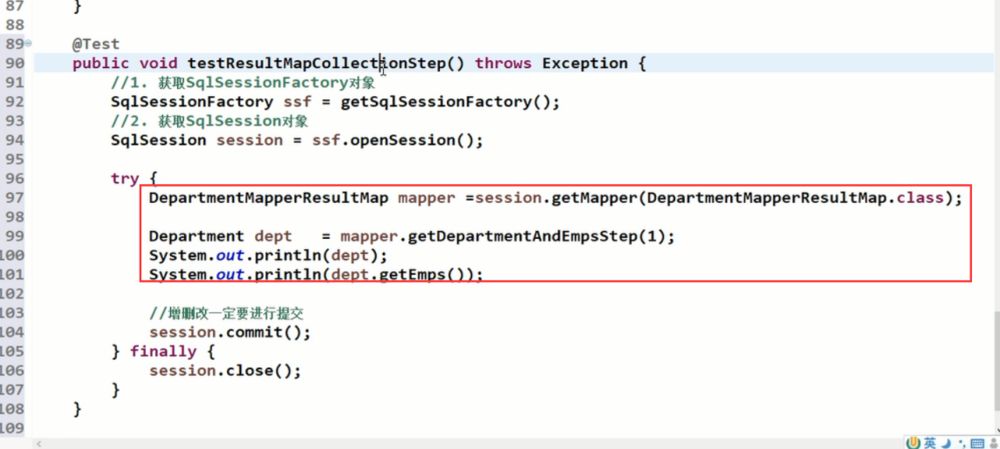 87 }
88
89 @Test
90 public void testResultMapCollectionStep() throws Exception {
91 //1. 获取SqlSessionFactory对象
92 SqlSessionFactory ssf = getSqlSessionFactory();
93 //2. 获取SqlSession对象
94 SqlSession session = ssf.openSession();
95
96 try {
97 DepartmentMapperResultMap mapper =session.getMapper(DepartmentMapperResultMap.class);
98
99 Department dept   = mapper.getDepartmentAndEmpsStep(1);
100 System.out.println(dept);
101 System.out.println(dept.getEmps());
102
103 //增删改一定要进行提交
104 session.commit();
105 } finally {
106 session.close();
107 }
108 }
109
英